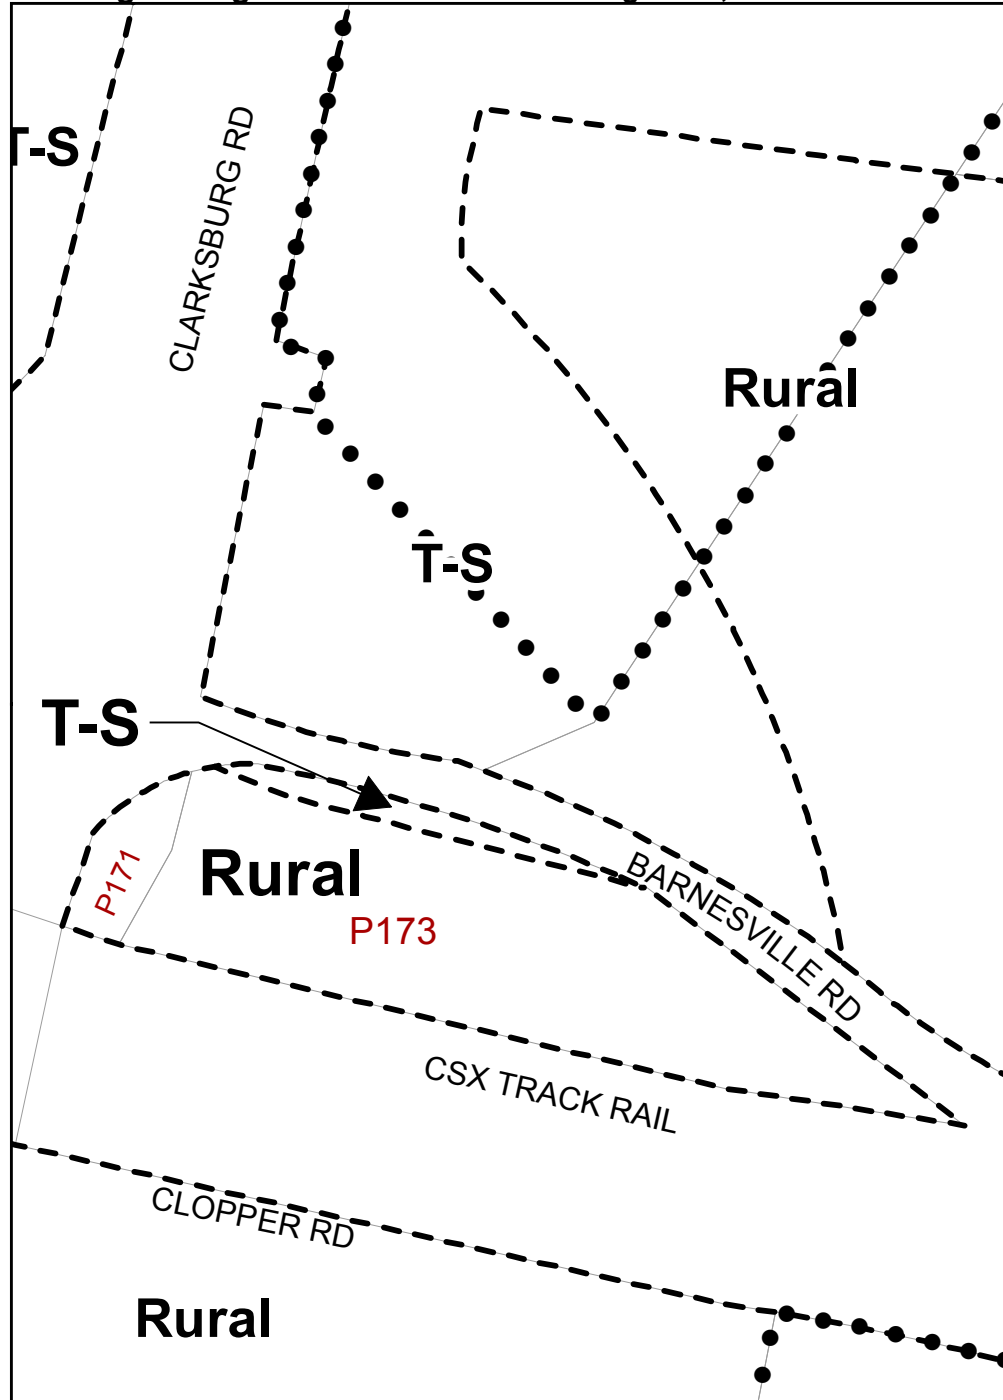 T-S
CLARKSBURG RD
Rural
T-S
T-S
Rural
P171
P173
BARNESVILLE RD
CSX TRACK RAIL
CLOPPER RD
Rural